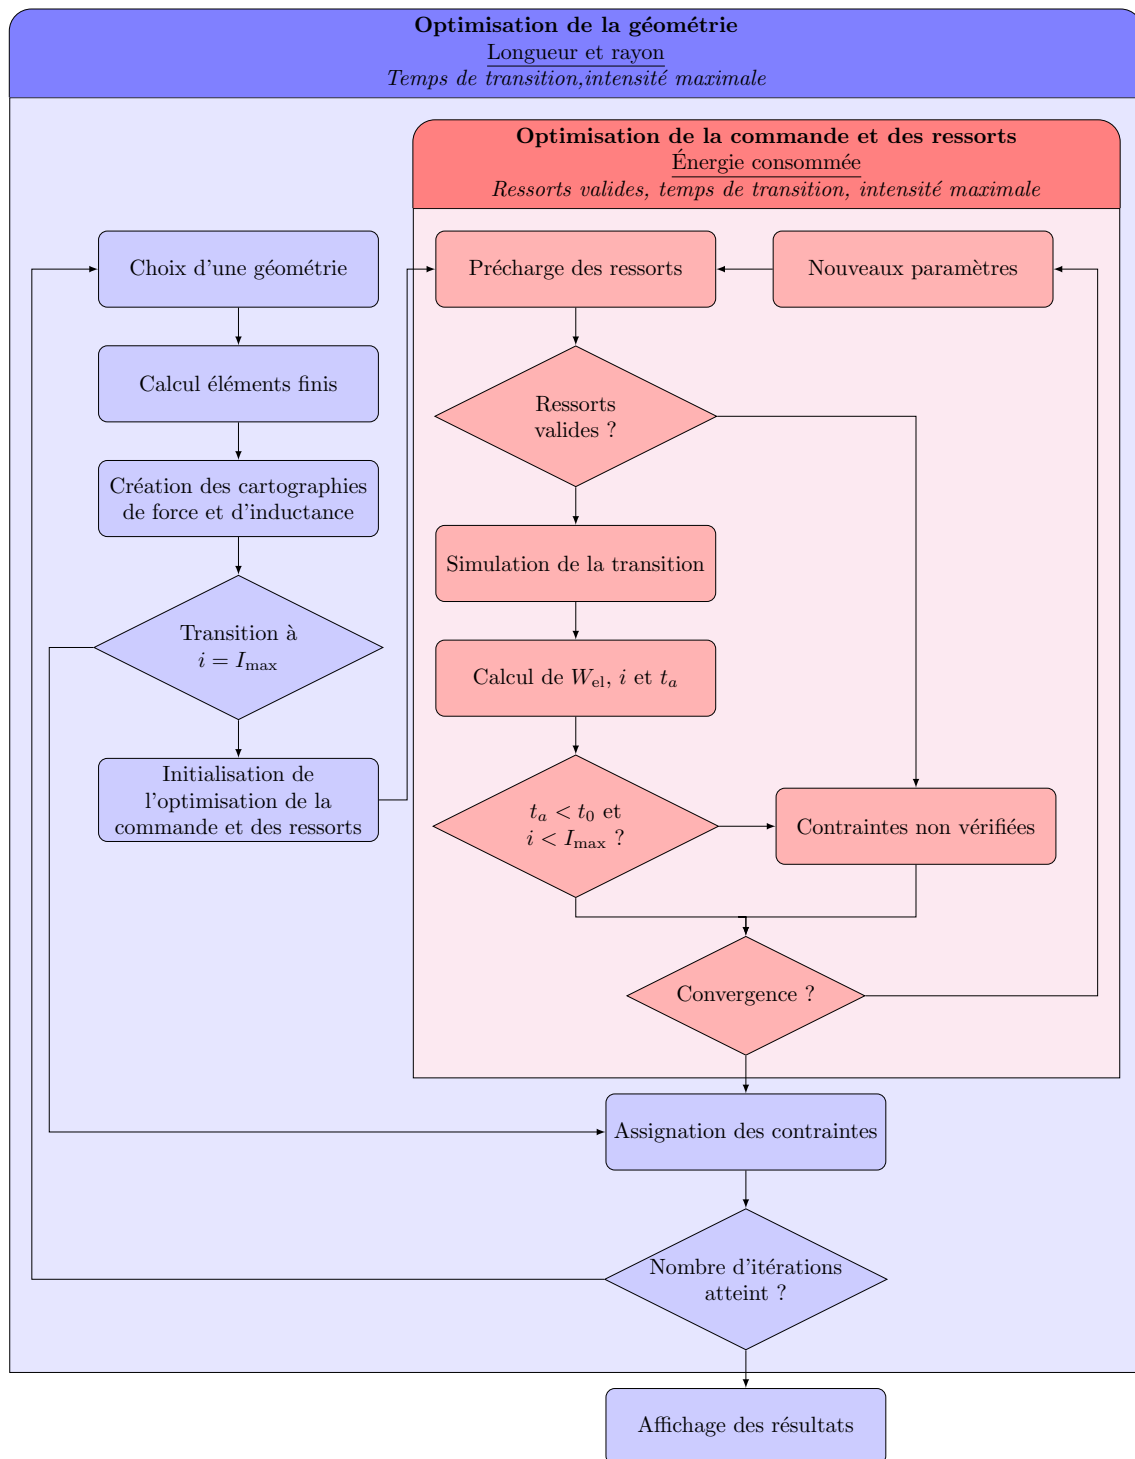 Optimisation de la géométrie
Longueur et rayon
Temps de transition,intensité maximale
Optimisation de la commande et des ressorts
Énergie consommée
Ressorts valides, temps de transition, intensité maximale
Choix d'une géométrie
Précharge des ressorts
Nouveaux paramètres
Calcul éléments finis
Ressorts
valides ?
Création des cartographies
de force et d'inductance
Simulation de la transition
Transition à
i = I_max
Calcul de W_el, i et t_a
Initialisation de
l'optimisation de la
commande et des ressorts
t_a < t_0 et
i < I_max ?
Contraintes non vérifiées
Convergence ?
Assignation des contraintes
Nombre d'itérations
atteint ?
Affichage des résultats